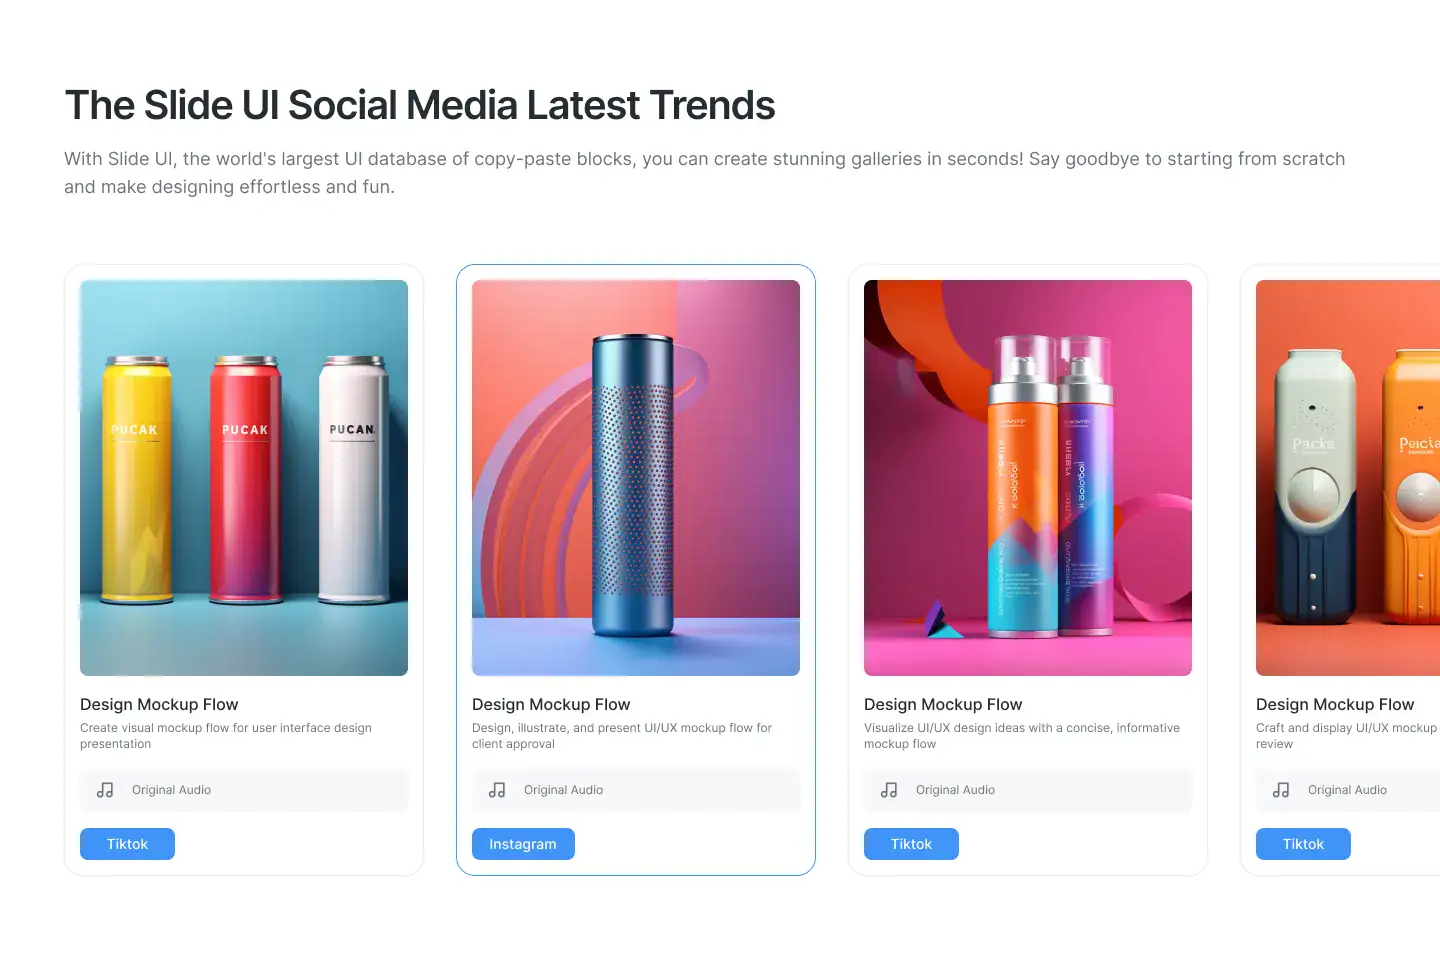 The Slide UI Social Media Latest Trends
With Slide UI, the world's largest UI database of copy-paste blocks, you can create stunning galleries in seconds! Say goodbye to starting from scratch
and make designing effortless and fun.
PUCAK
PUCAK
PUCAN
Packs
Design Mockup Flow
Create visual mockup flow for user interface design
presentation
Original Audio
Tiktok
Design Mockup Flow
Design, illustrate, and present UI/UX mockup flow for
client approval
Original Audio
Instagram
Design Mockup Flow
Visualize UI/UX design ideas with a concise, informative
mockup flow
Original Audio
Tiktok
Design Mockup Flow
Craft and display UI/UX mockup
review
Original Audio
Tiktok